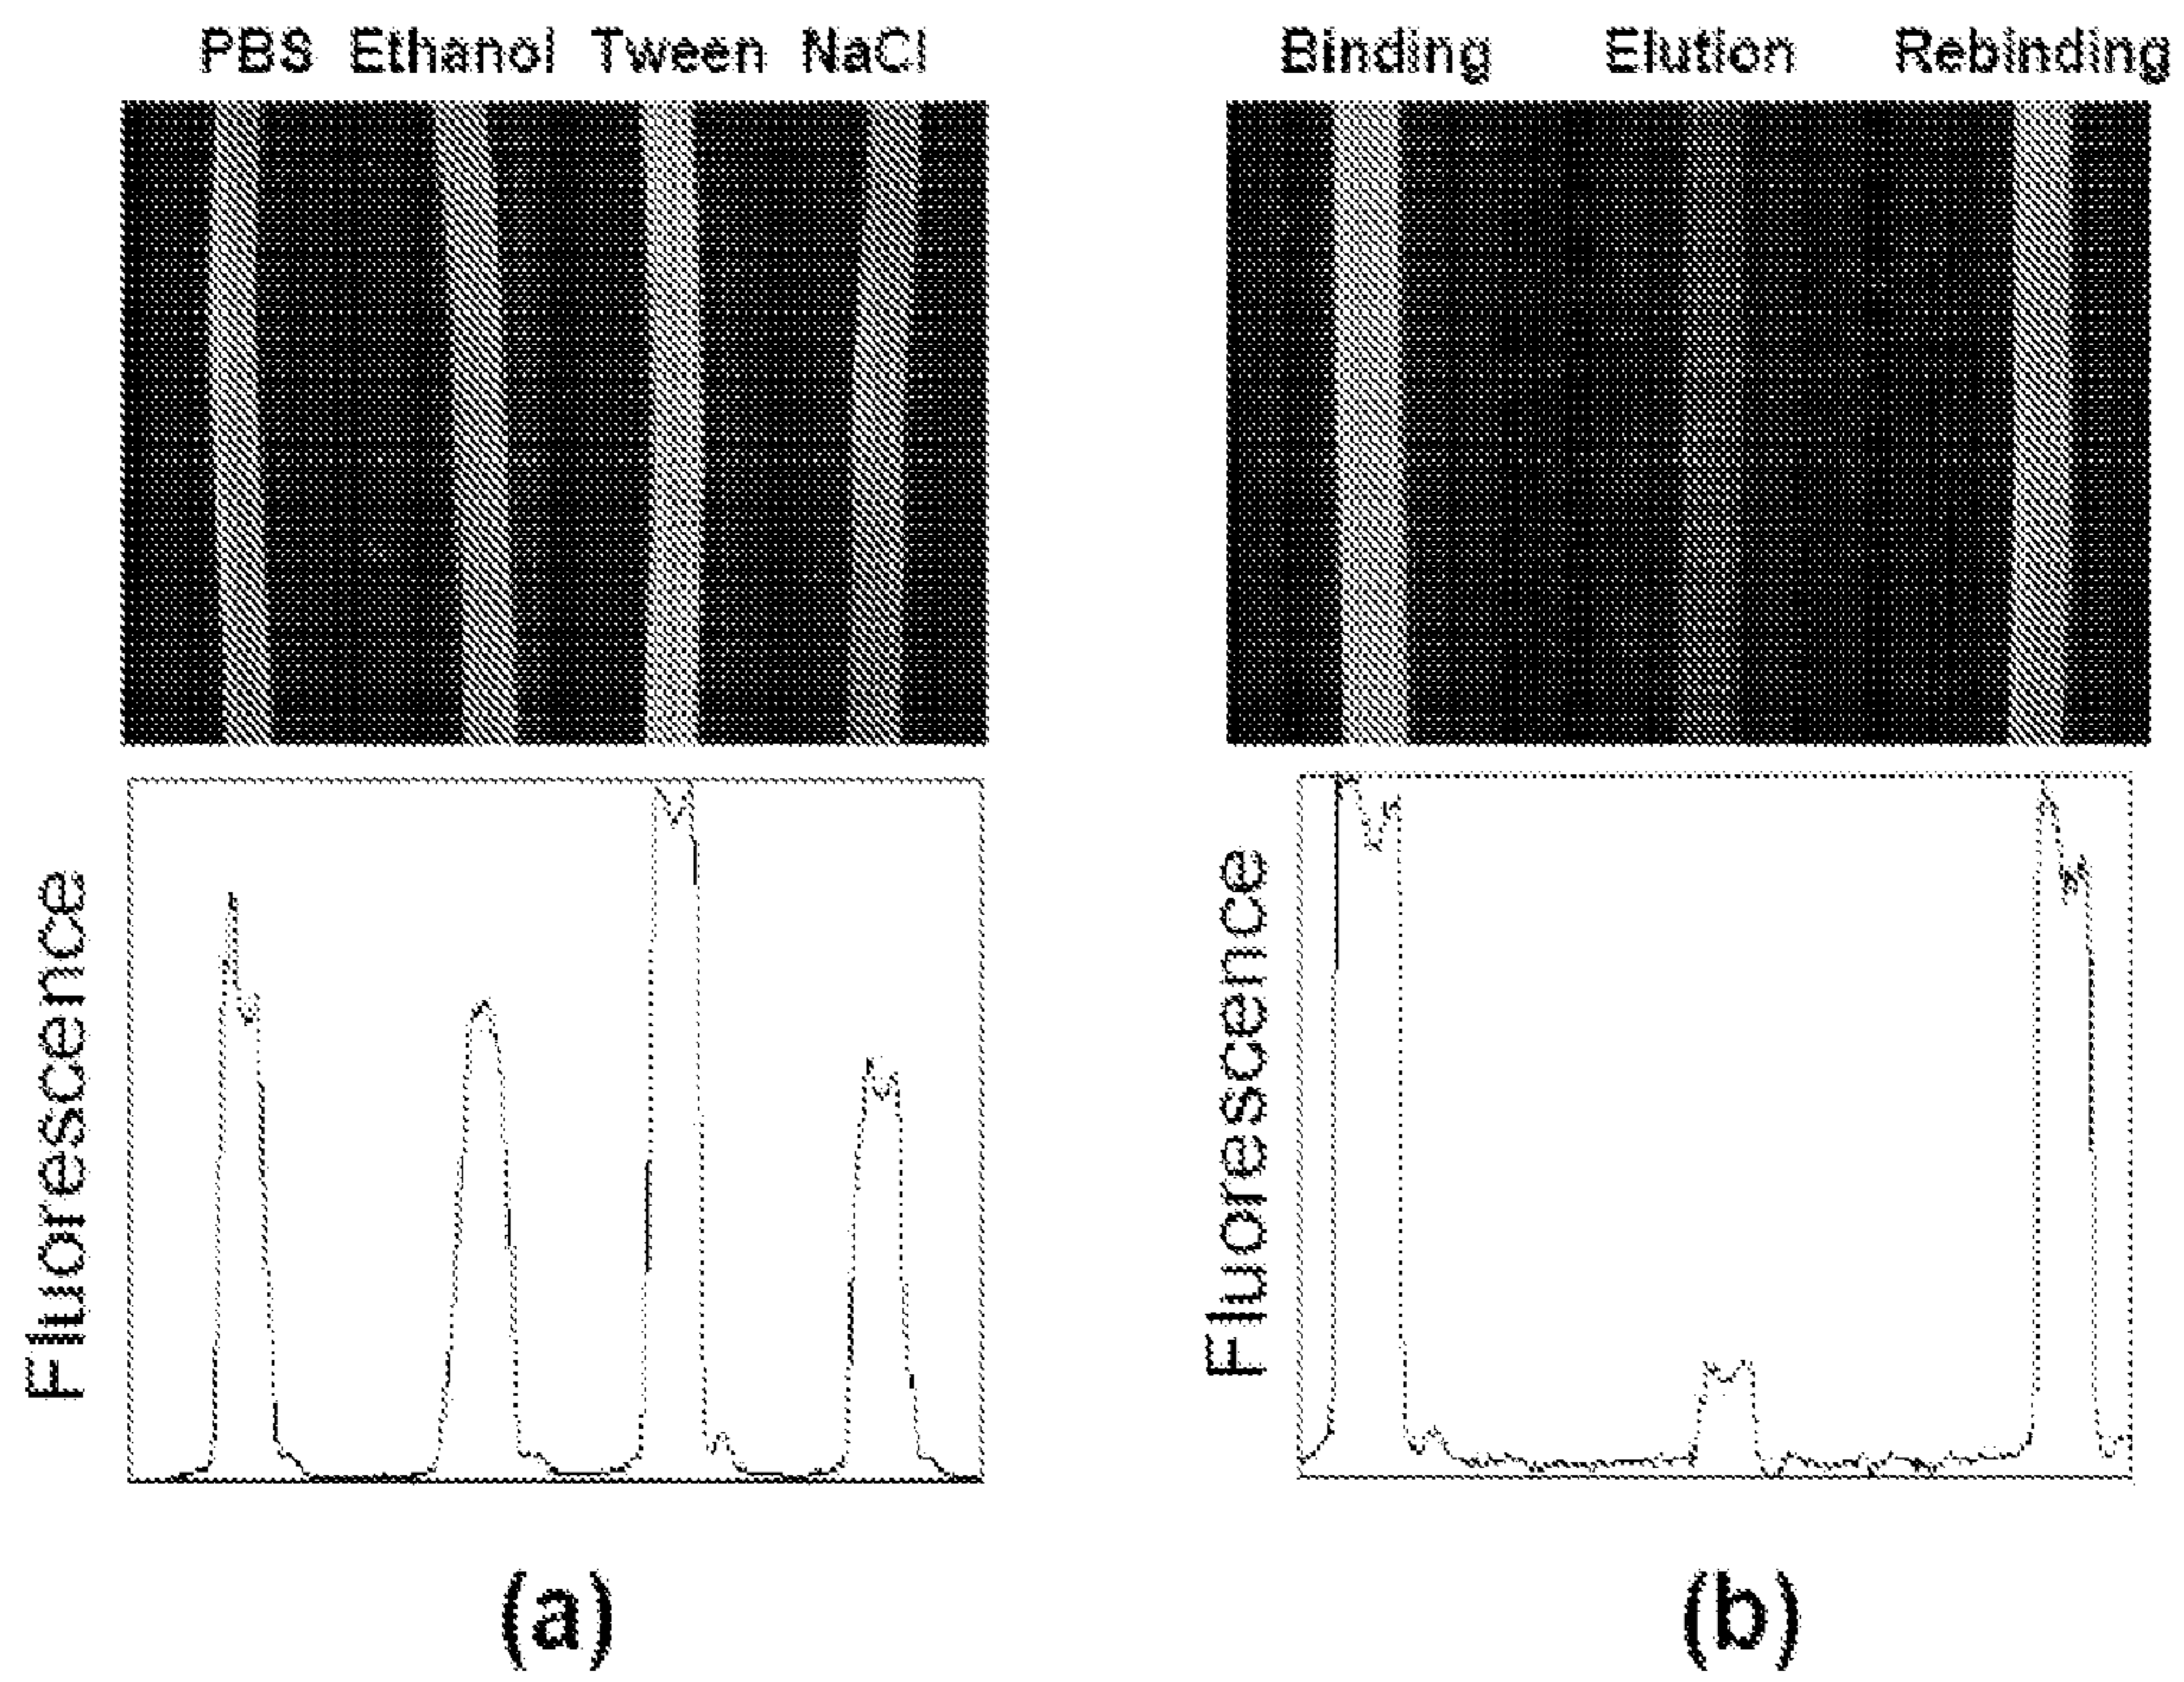 PBS Ethanol Tween NaCl
Binding Elution Rebinding
Fluorescence
Fluorescence
(a)
(b)